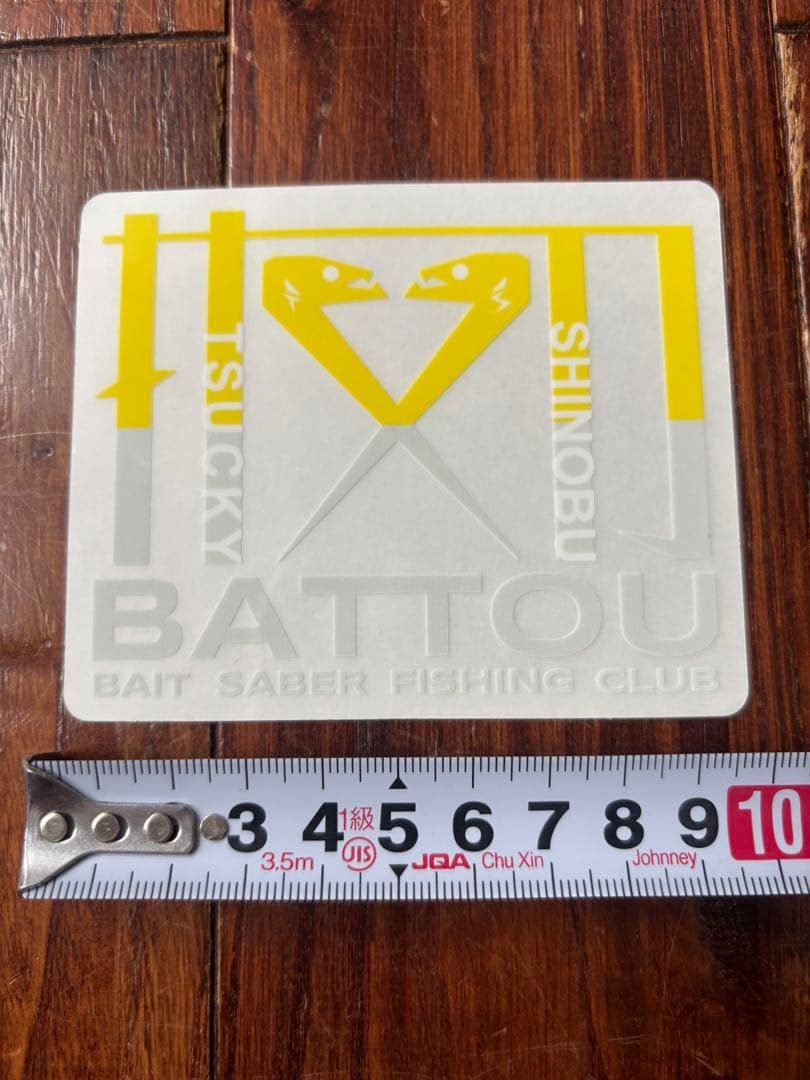 TSUCKY
SHINOBU
BATTOU
BAIT SABER FISHING CLUB
3 4 1級 5 6 7 8 9 10
3.5m JIS JQA Chu Xin Johnney